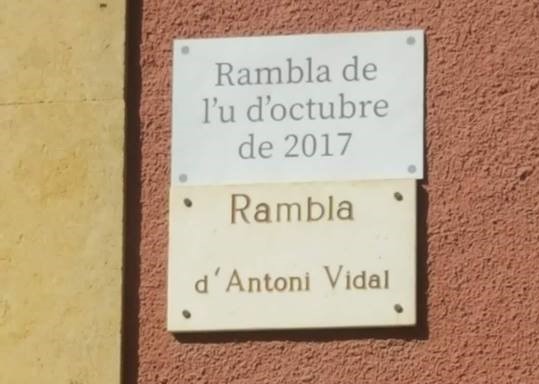 Rambla de
l'u d'octubre
de 2017
Rambla
d'Antoni Vidal